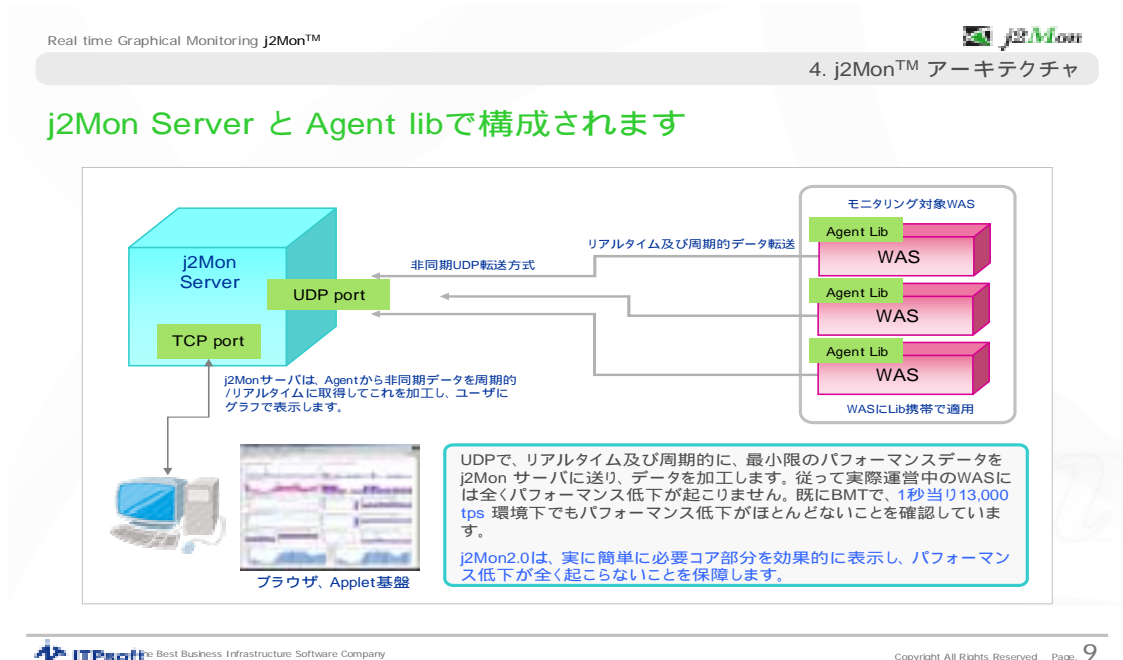 Real time Graphical Monitoring j2Mon™
j2Mon
4. j2Mon™ アーキテクチャ
j2Mon Server と Agent libで構成されます
モニタリング対象WAS
Agent Lib
WAS
リアルタイム及び周期的データ転送
非同期UDP転送方式
j2Mon
Server
UDP port
Agent Lib
WAS
TCP port
Agent Lib
WAS
j2Monサーバは、Agentから非同期データを周期的
/リアルタイムに取得してこれを加工し、ユーザに
グラフで表示します。
WASにLib携帯で適用
UDPで、リアルタイム及び周期的に、最小限のパフォーマンスデータを
j2Mon サーバに送り、データを加工します。従って実際運営中のWASに
は全くパフォーマンス低下が起こりません。既にBMTで、1秒当り13,000
tps 環境下でもパフォーマンス低下がほとんどないことを確認していま
す。
j2Mon2.0は、実に簡単に必要コア部分を効果的に表示し、パフォーマン
ス低下が全く起こらないことを保障します。
ブラウザ、Applet基盤
ITPsoft
Best Business Infrastructure Software Company
Copyright All Rights Reserved Page. 9